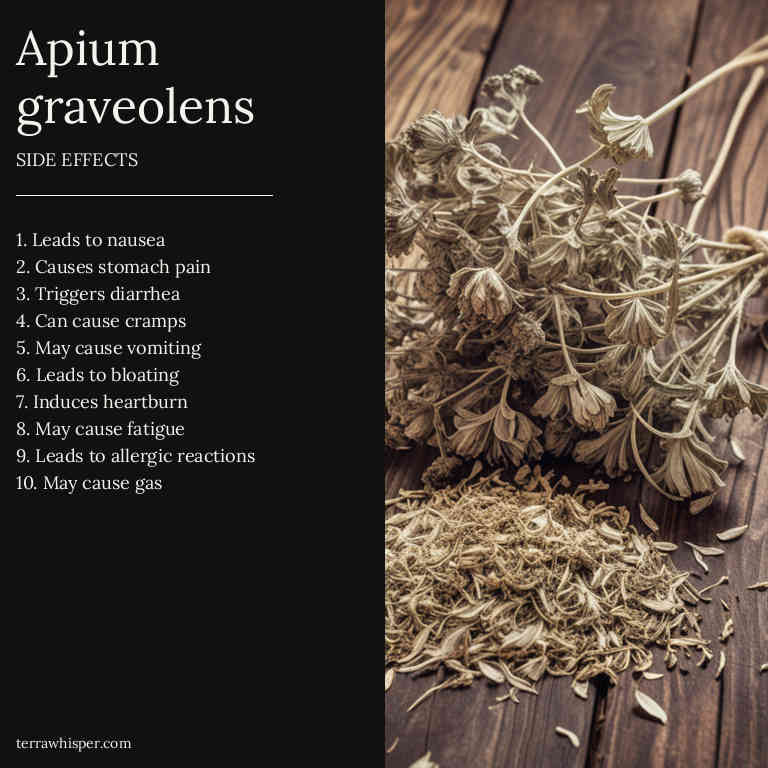 Apium
graveolens
SIDE EFFECTS
1. Leads to nausea
2. Causes stomach pain
3. Triggers diarrhea
4. Can cause cramps
5. May cause vomiting
6. Leads to bloating
7. Induces heartburn
8. May cause fatigue
9. Leads to allergic reactions
10. May cause gas
terrawhisper.com